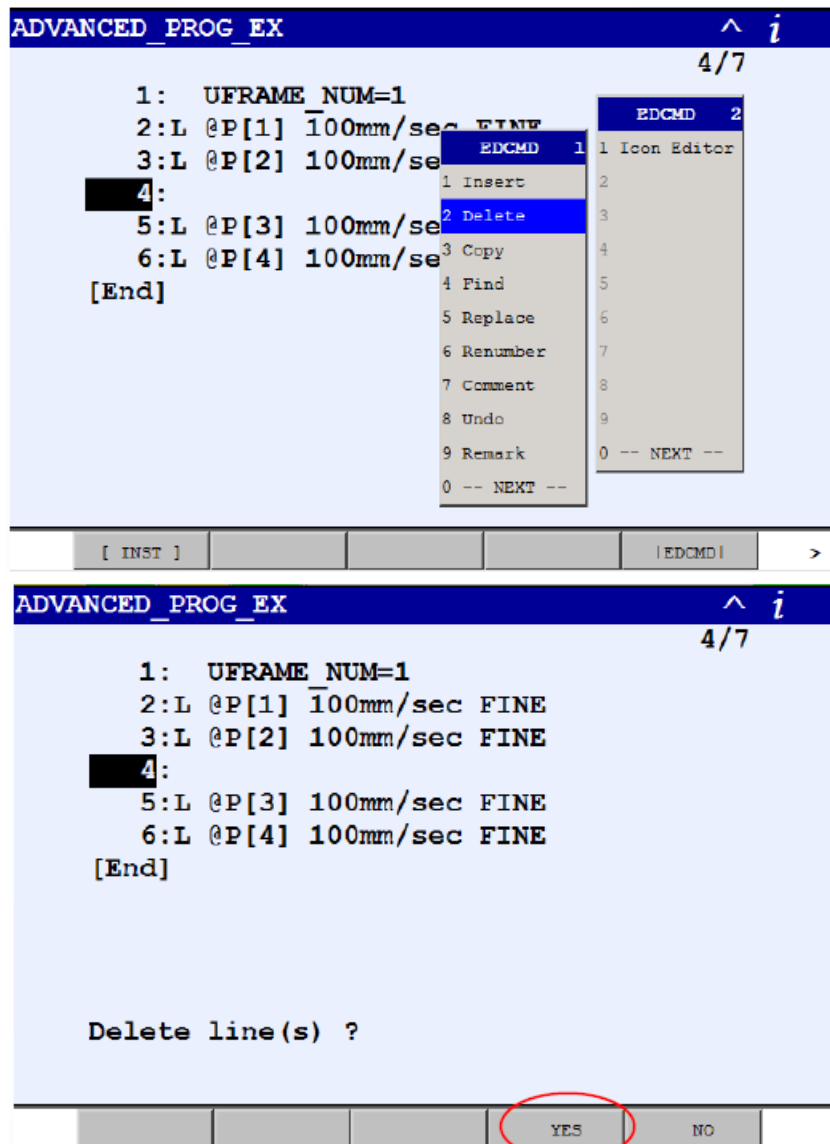 ADVANCED_PROG_EX ^ i
4/7
1: UFRAME_NUM=1
2:L @P[1] 100mm/sec FINE
3:L @P[2] 100mm/se
4:
5:L @P[3] 100mm/se
6:L @P[4] 100mm/se
[End]
EDCMD 1
1 Insert
2 Delete
3 Copy
4 Find
5 Replace
6 Renumber
7 Comment
8 Undo
9 Remark
0 -- NEXT --
EDCMD 2
1 Icon Editor
2
3
4
5
6
7
8
9
0 -- NEXT --
[ INST ] |EDCMD| >
ADVANCED_PROG_EX ^ i
4/7
1: UFRAME_NUM=1
2:L @P[1] 100mm/sec FINE
3:L @P[2] 100mm/sec FINE
4:
5:L @P[3] 100mm/sec FINE
6:L @P[4] 100mm/sec FINE
[End]
Delete line(s) ?
YES NO